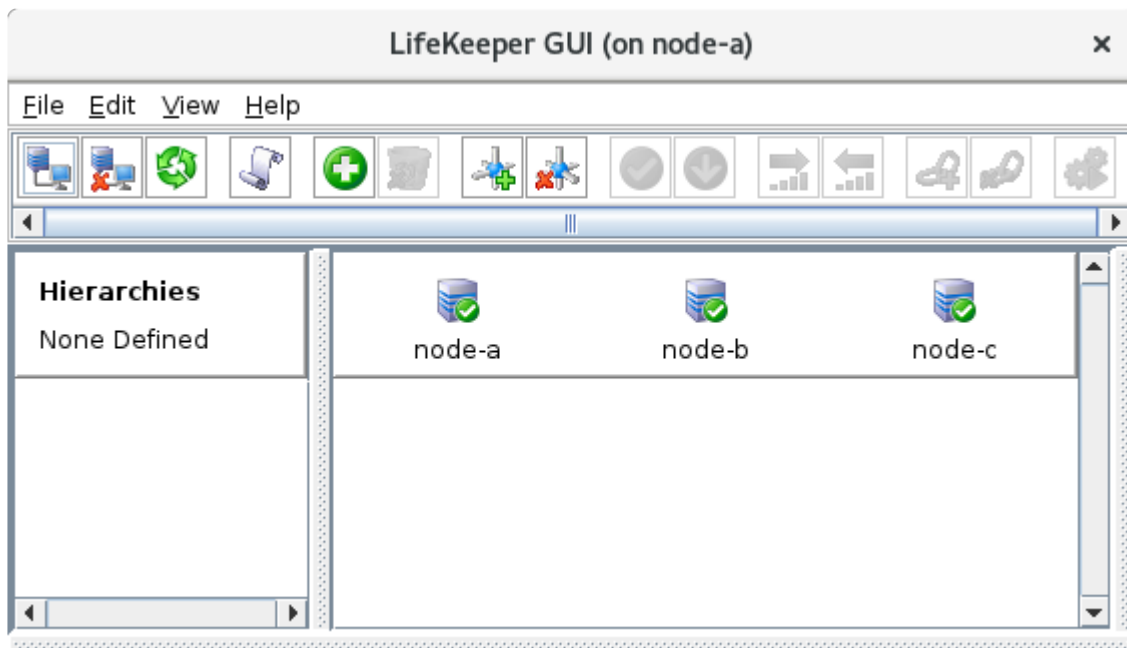 LifeKeeper GUI (on node-a)
File Edit View Help
Hierarchies
None Defined
node-a node-b node-c